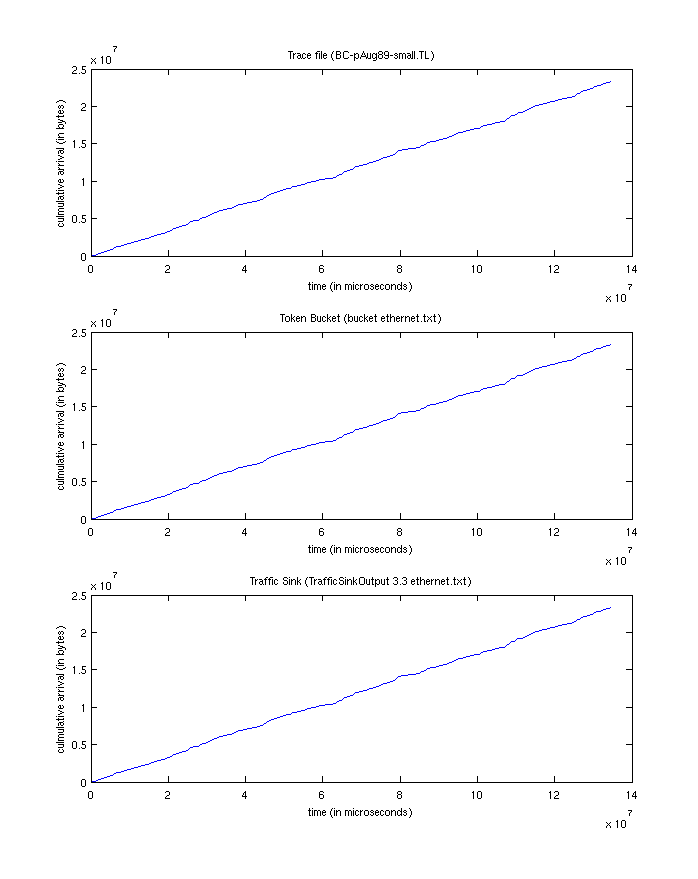 Trace file (BC-pAug89-small.TL)
x 10 7
2.5
2
1.5
1
0.5
0
culmulative arrival (in bytes)
0 2 4 6 8 10 12 14
time (in microseconds)
x 10 7
Token Bucket (bucket ethernet.txt)
x 10 7
2.5
2
1.5
1
0.5
0
culmulative arrival (in bytes)
0 2 4 6 8 10 12 14
time (in microseconds)
x 10 7
Traffic Sink (TrafficSinkOutput 3.3 ethernet.txt)
x 10 7
2.5
2
1.5
1
0.5
0
culmulative arrival (in bytes)
0 2 4 6 8 10 12 14
time (in microseconds)
x 10 7